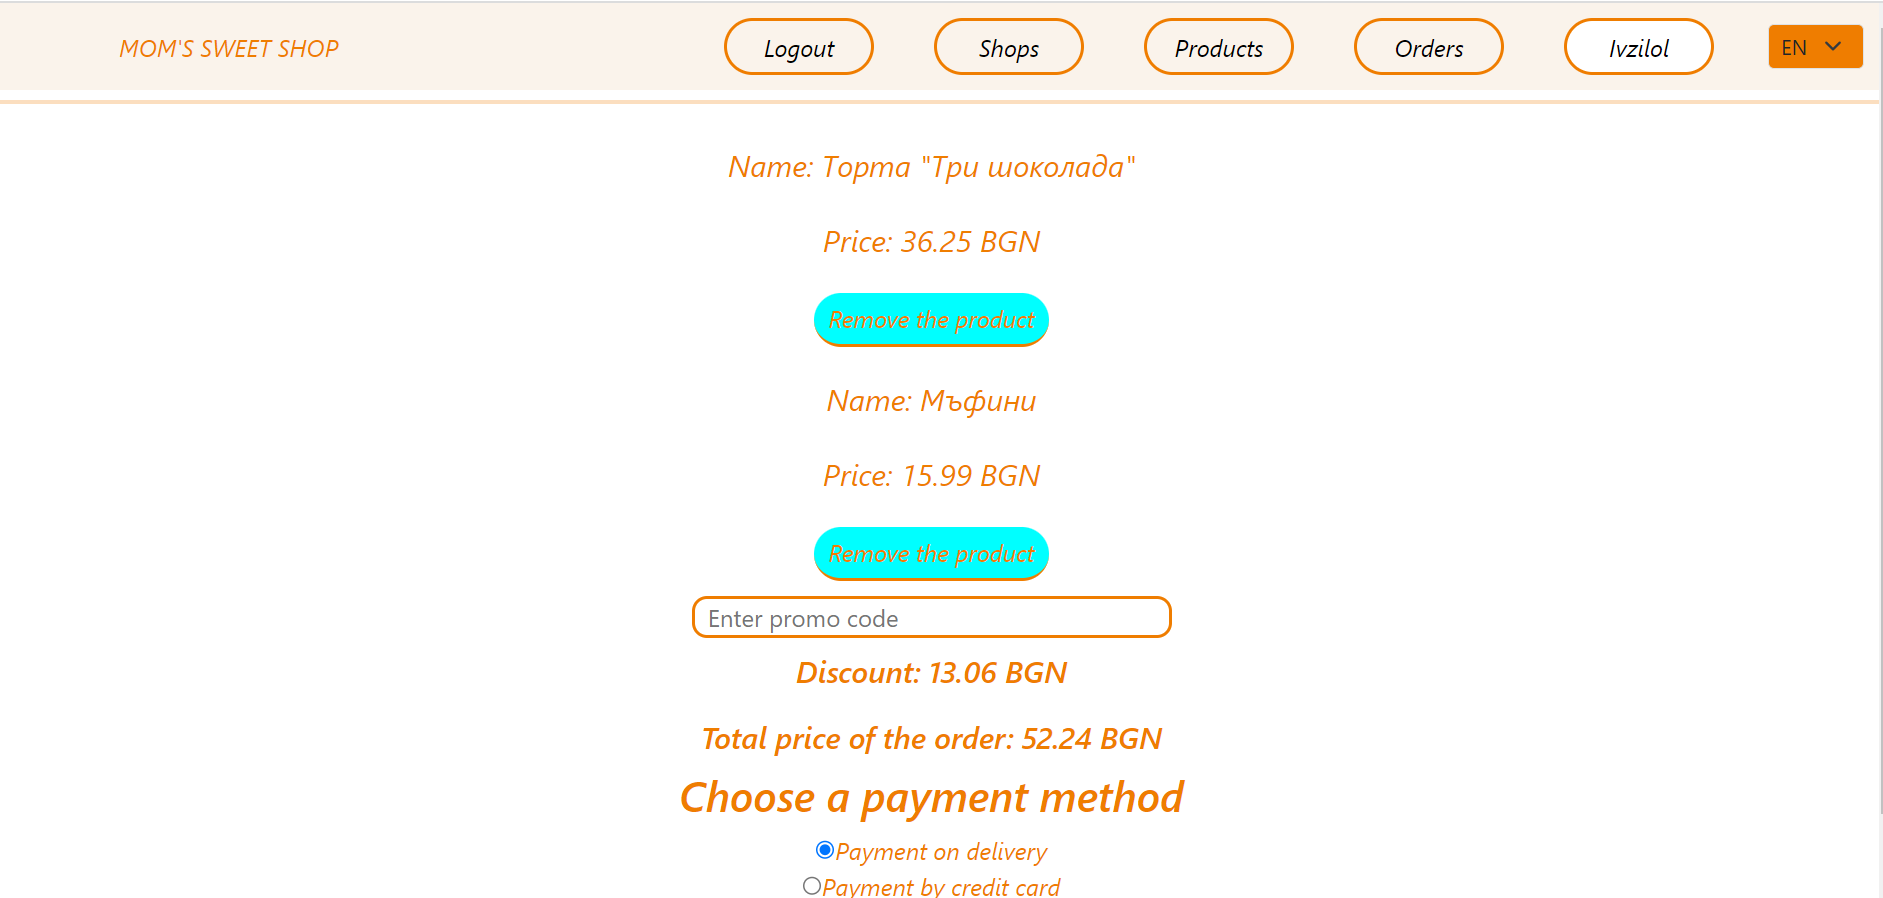 MOM'S SWEET SHOP
Logout
Shops
Products
Orders
Ivzilol
EN
Name: Торта "Три шоколада"
Price: 36.25 BGN
Remove the product
Name: Мъфини
Price: 15.99 BGN
Remove the product
Enter promo code
Discount: 13.06 BGN
Total price of the order: 52.24 BGN
Choose a payment method
Payment on delivery
Payment by credit card